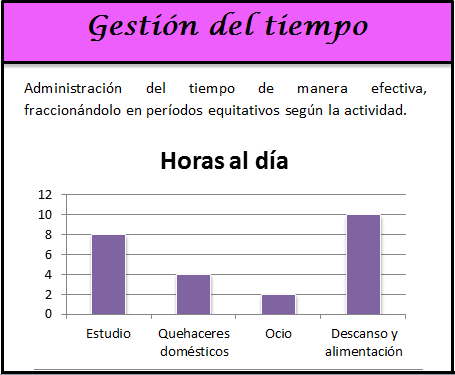 Gestión del tiempo
Administración del tiempo de manera efectiva,
fraccionándolo en períodos equitativos según la actividad.
Horas al día
12
10
8
6
4
2
0
Estudio
Quehaceres
domésticos
Ocio
Descanso y
alimentación